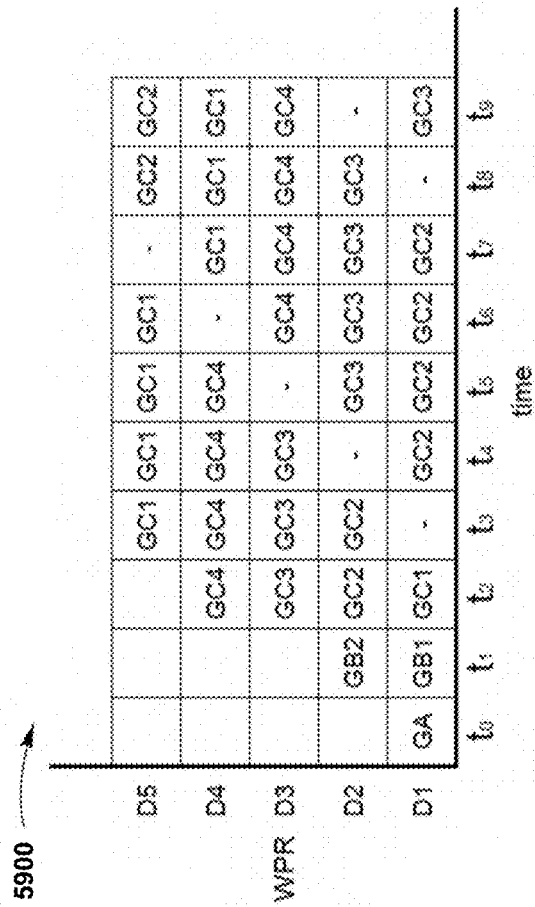 5900
D5 GC1 GC1 GC1 GC1 - GC2 GC2
D4 GC4 GC4 GC4 GC4 - GC1 GC1 GC1
WPR D3 GC3 GC3 GC3 - GC4 GC4 GC4 GC4
D2 GB2 GC2 GC2 - GC3 GC3 GC3 GC3 -
D1 GA GB1 GC1 - GC2 GC2 GC2 GC2 - GC3
t0 t1 t2 t3 t4 t5 t6 t7 t8 t9
time